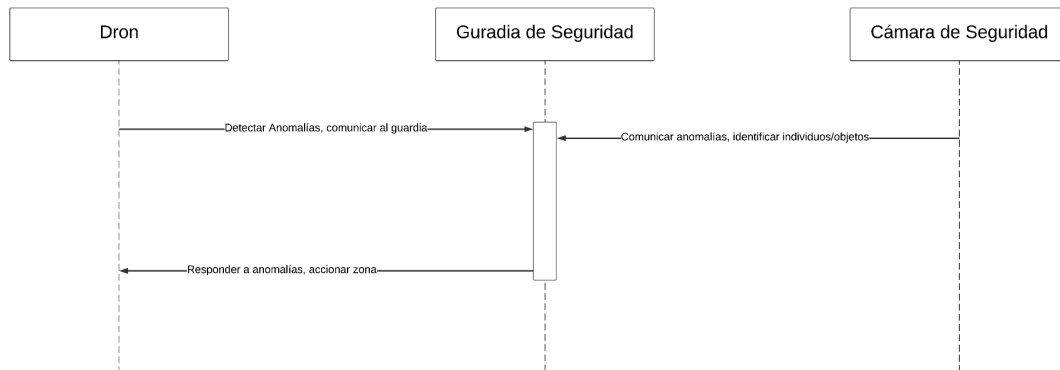 Dron
Guradia de Seguridad
Cámara de Seguridad
Detectar Anomalías, comunicar al guardia
Comunicar anomalías, identificar individuos/objetos
Responder a anomalías, accionar zona